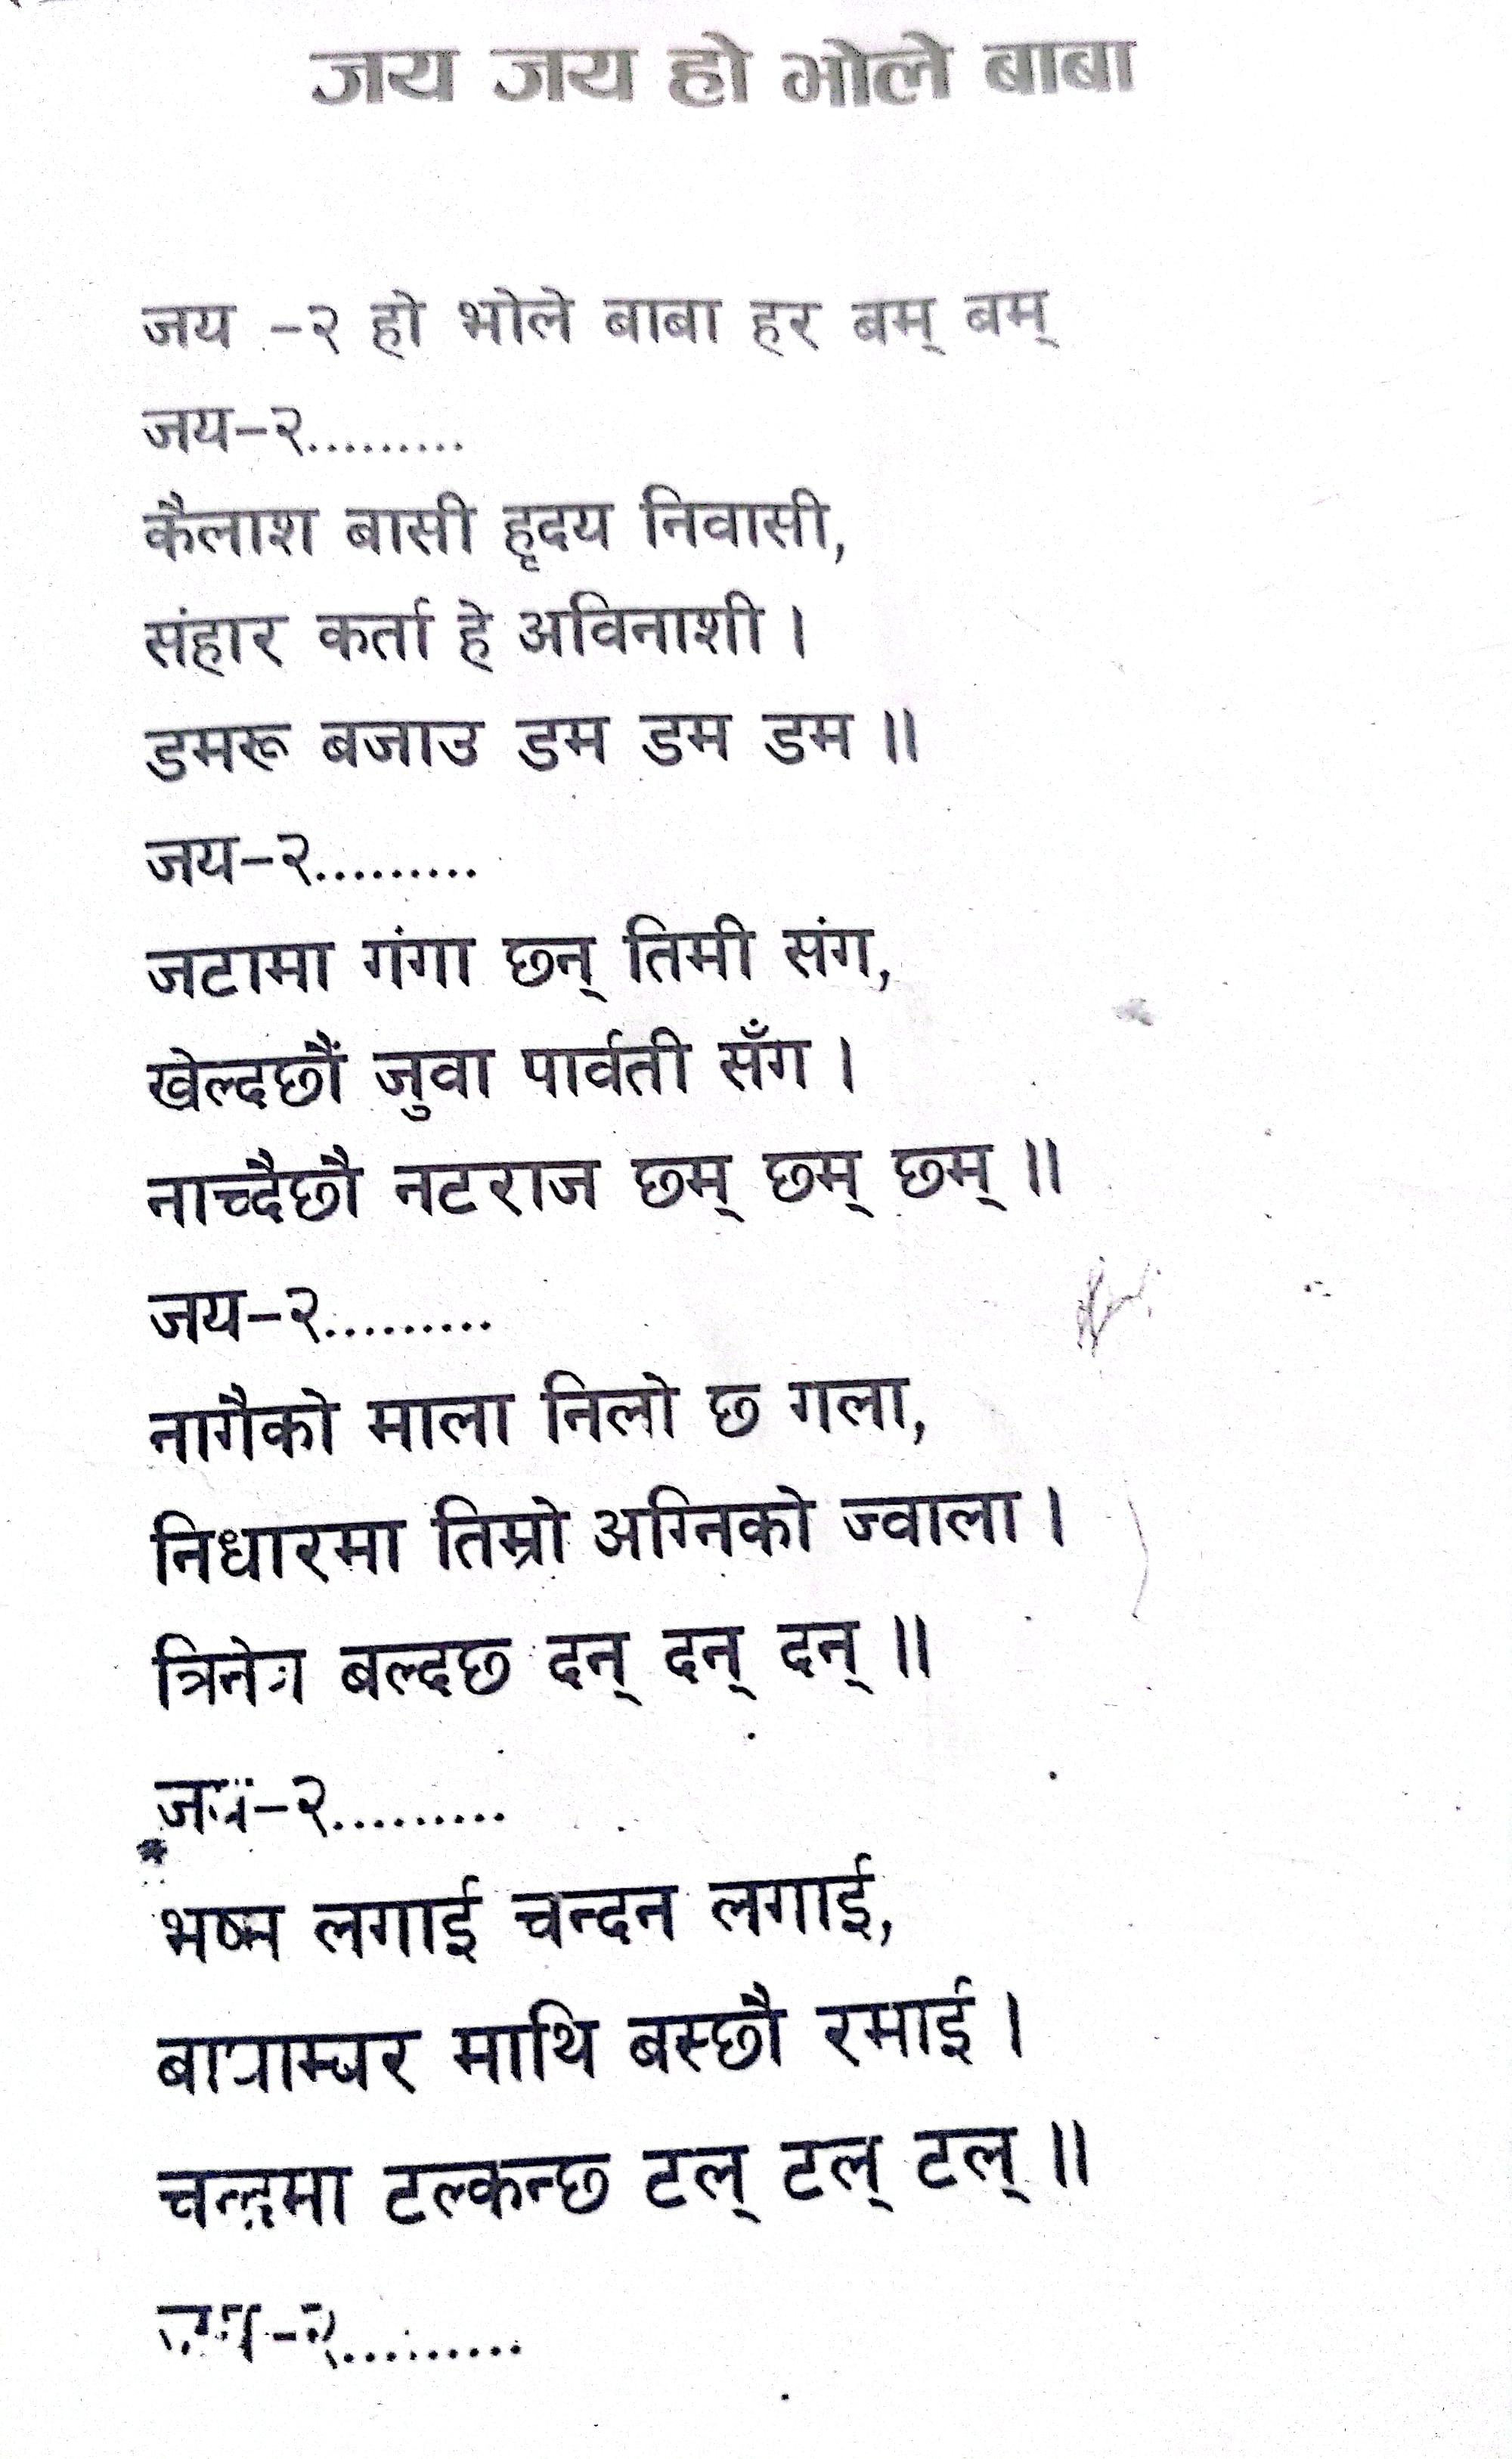 जय जय हो भोले बाबा
जय -२ हो भोले बाबा हर बम् बम्
जय-२.........
कैलाश बासी हृदय निवासी,
संहार कर्ता हे अविनाशी ।
डमरू बजाउ डम डम डम ॥
जय-२.........
जटामा गंगा छन् तिमी संग,
खेल्दछौं जुवा पार्वती सँग ।
नाच्दैछौ नटराज छम् छम् छम् ॥
जय-२.........
नागैको माला निलो छ गला,
निधारमा तिम्रो अग्निको ज्वाला ।
त्रिनेत्र बल्दछ दन् दन् दन् ॥
जय-२.........
भष्म लगाई चन्दन लगाई,
बाघाम्बर माथि बस्छौ रमाई ।
चन्द्रमा टल्कन्छ टल् टल् टल् ॥
जय-२.........